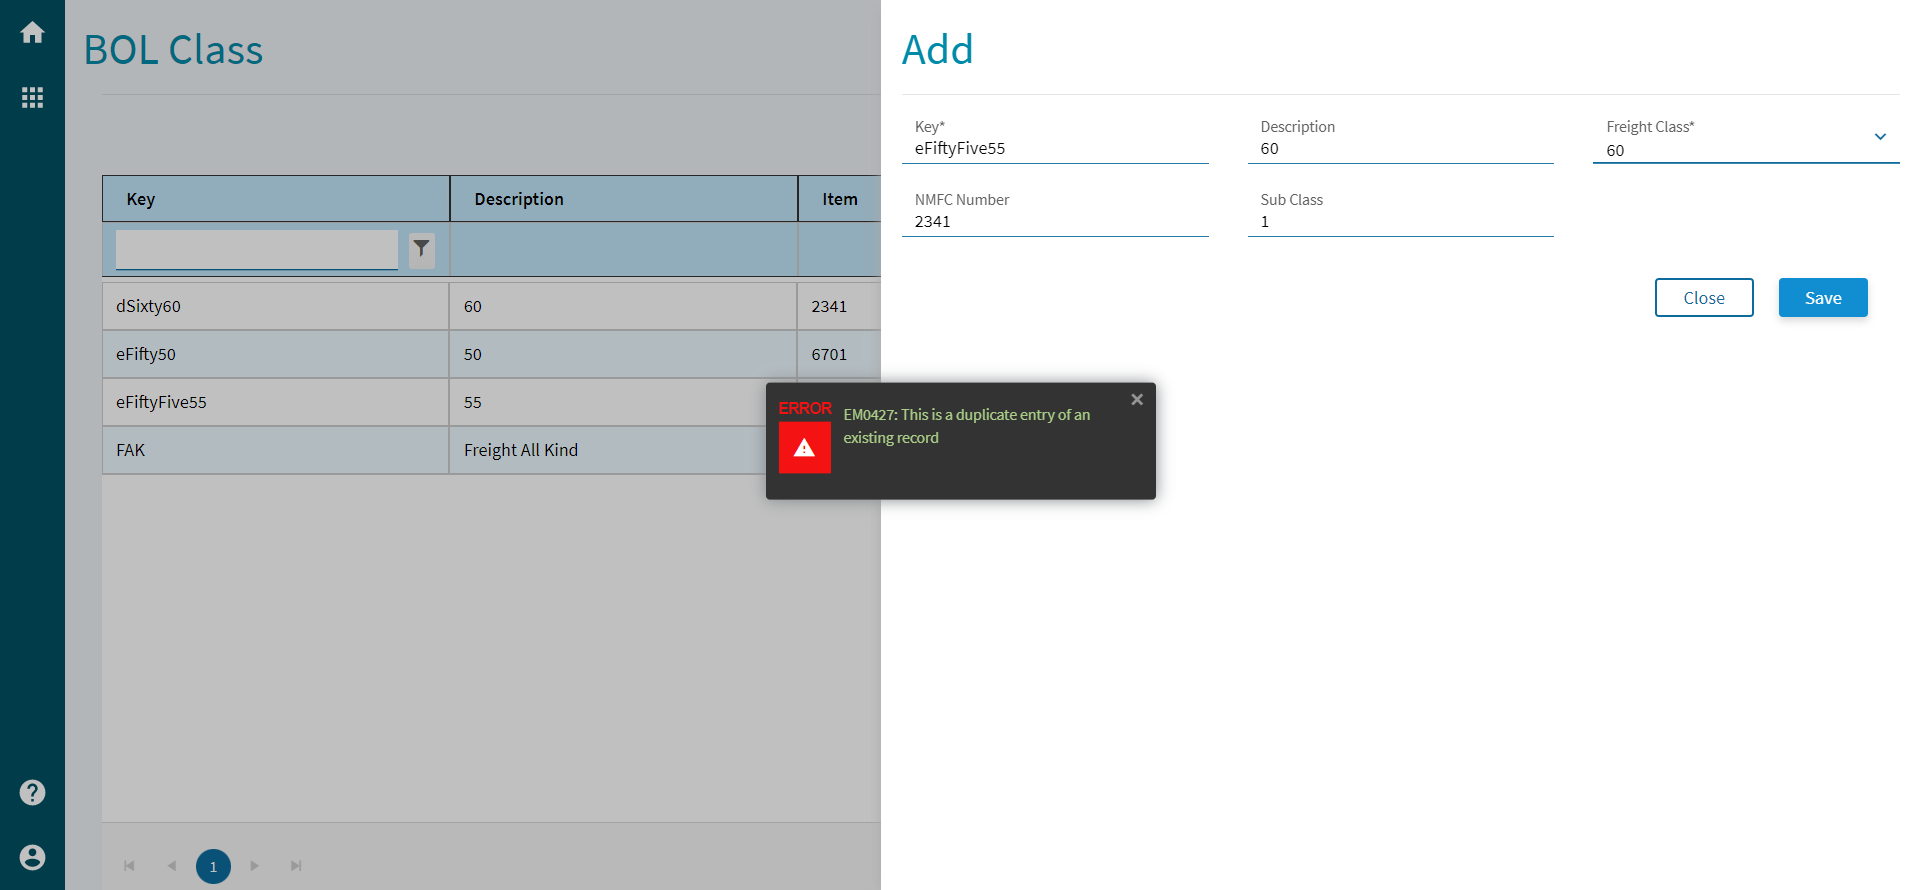 BOL Class
Key Description Item
dSixty60 60 2341
eFifty50 50 6701
eFiftyFive55 55
FAK Freight All Kind
1
Add
Key* Description Freight Class*
eFiftyFive55 60 60
NMFC Number Sub Class
2341 1
Close Save
ERROR
EM0427: This is a duplicate entry of an
existing record